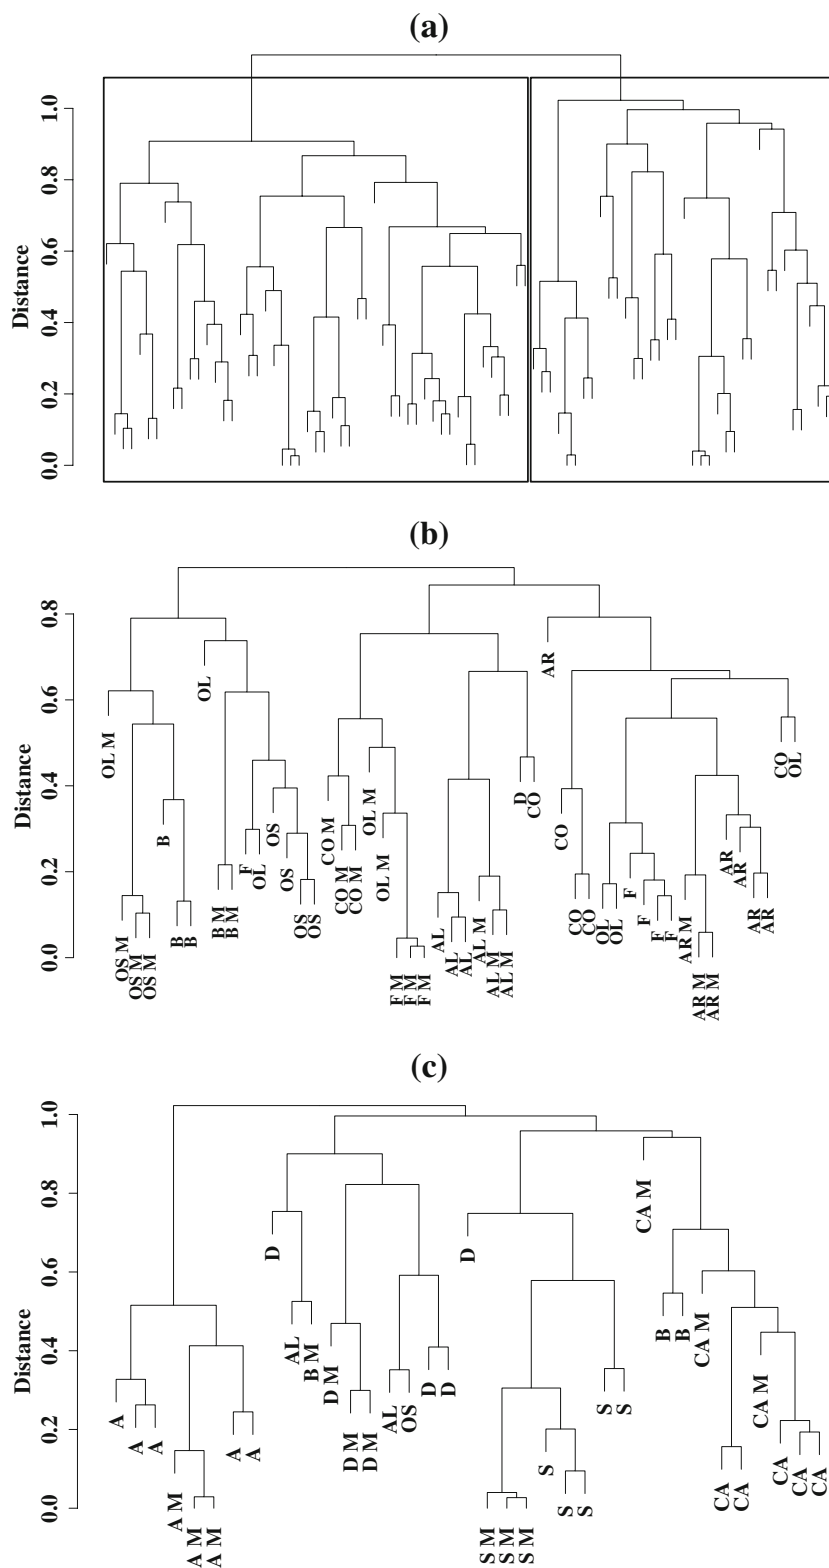 (a)
Distance
0.0 0.2 0.4 0.6 0.8 1.0
(b)
Distance
0.0 0.2 0.4 0.6 0.8
OL M
OS M
OS M
OS M
B
B
B
OL
B M
B M
F
OL
OS
OS
OS
OS
CO M
CO M
CO M
OL M
OL M
F M
F M
F M
AL
AL
AL
AL M
AL M
AL M
D
CO
AR
CO
CO
CO
OL
OL
F
F
F
F
AR M
AR M
AR M
AR
AR
AR
AR
CO
OL
(c)
Distance
0.0 0.2 0.4 0.6 0.8 1.0
A
A
A
A M
A M
A M
A
A
D
AL
B M
D M
D M
D M
AL
OS
D
D
D
S M
S M
S M
S
S
S
S
S
CA M
B
B
CA M
CA
CA
CA M
CA
CA
CA